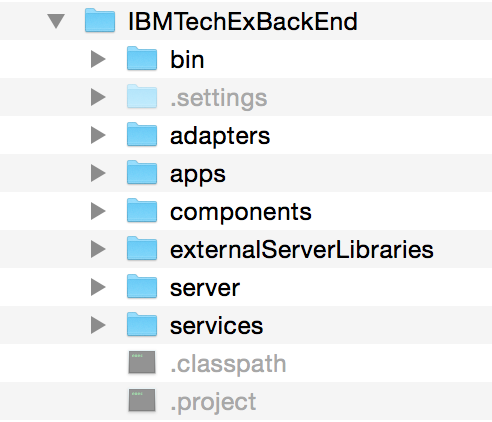 IBMTechExBackEnd
bin
.settings
adapters
apps
components
externalServerLibraries
server
services
.classpath
.project